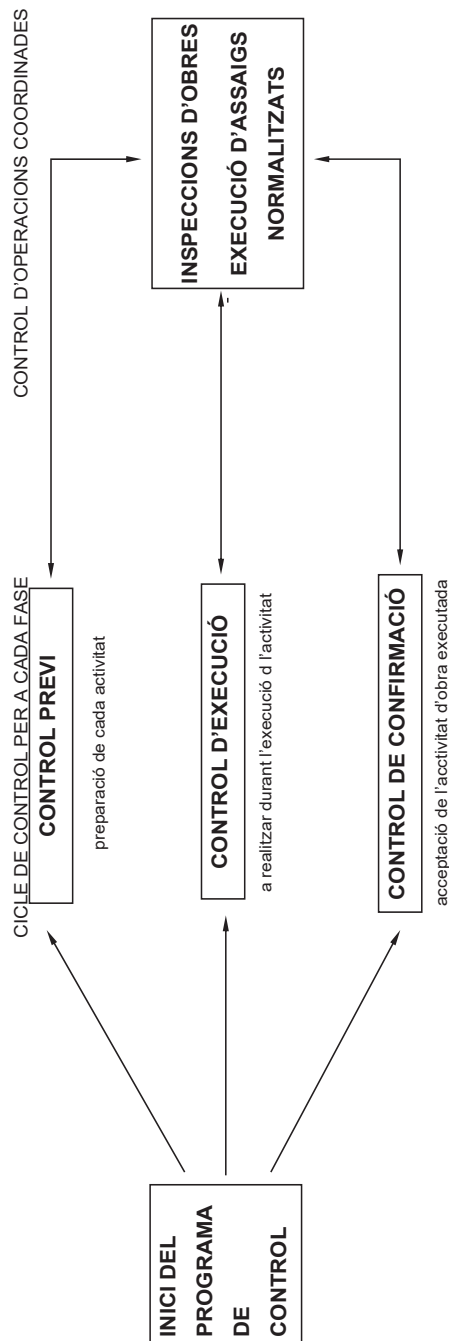 CICLE DE CONTROL PER A CADA FASE
CONTROL D'OPERACIONS COORDINADES
INICI DEL
PROGRAMA
DE
CONTROL
CONTROL PREVI
preparació de cada activitat
CONTROL D'EXECUCIÓ
a realitzar durant l'execució d l'activitat
CONTROL DE CONFIRMACIÓ
acceptació de l'acctivitat d'obra executada
INSPECCIONS D'OBRES
EXECUCIÓ D'ASSAIGS
NORMALITZATS